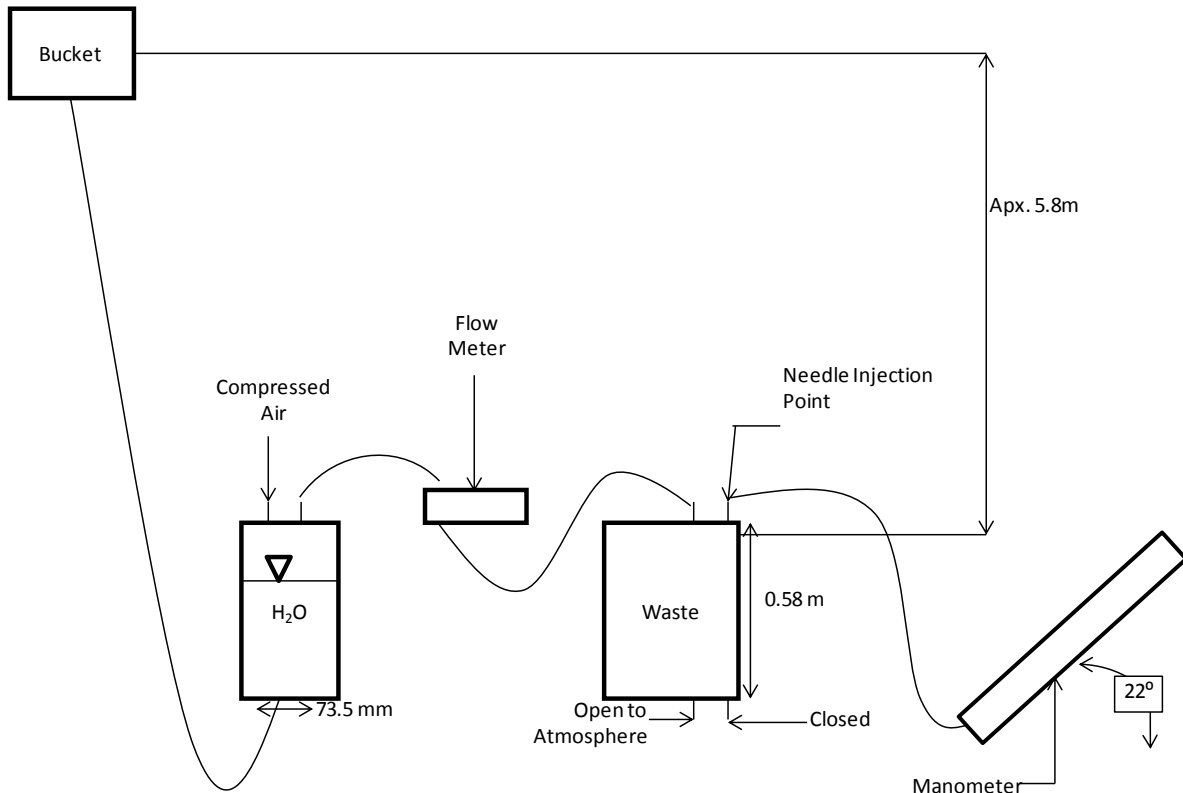 Bucket
Apx. 5.8m
Flow
Meter
Compressed
Air
Needle Injection
Point
H₂O
Waste
0.58 m
73.5 mm
Open to
Atmosphere
Closed
22º
Manometer